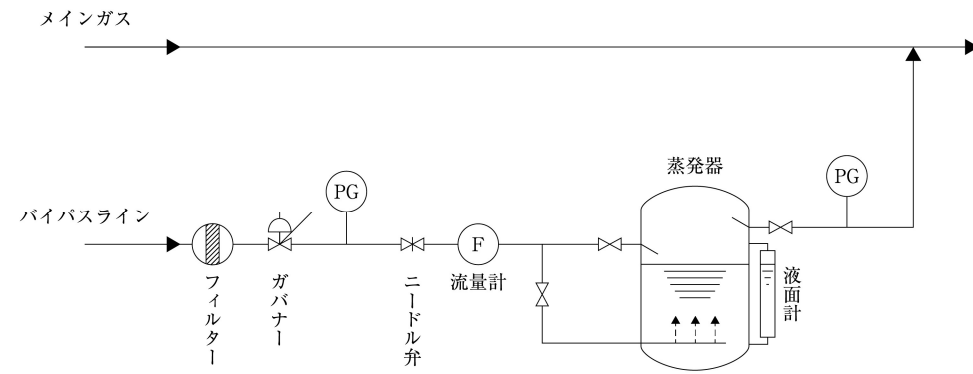 メインガス
蒸発器
PG
PG
バイパスライン
F
流量計
フィルター
ガバナー
ニードル弁
液面計